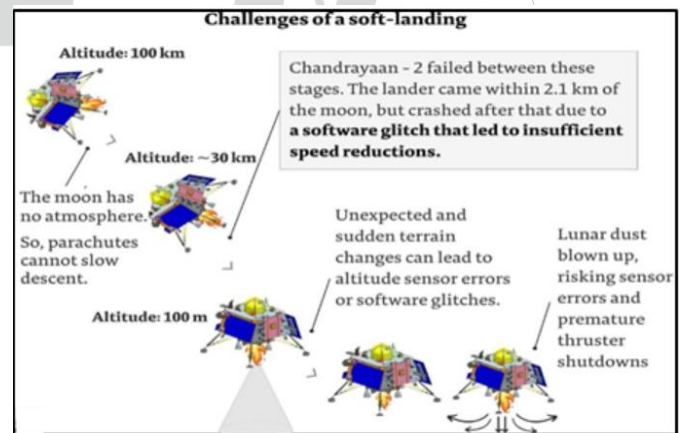 Challenges of a soft-landing
Altitude: 100 km
Chandrayaan - 2 failed between these
stages. The lander came within 2.1 km of
the moon, but crashed after that due to
a software glitch that led to insufficient
speed reductions.
Altitude: ~30 km
The moon has
no atmosphere.
So, parachutes
cannot slow
descent.
Unexpected and
sudden terrain
changes can lead to
altitude sensor errors
or software glitches.
Lunar dust
blown up,
risking sensor
errors and
premature
thruster
shutdowns
Altitude: 100 m